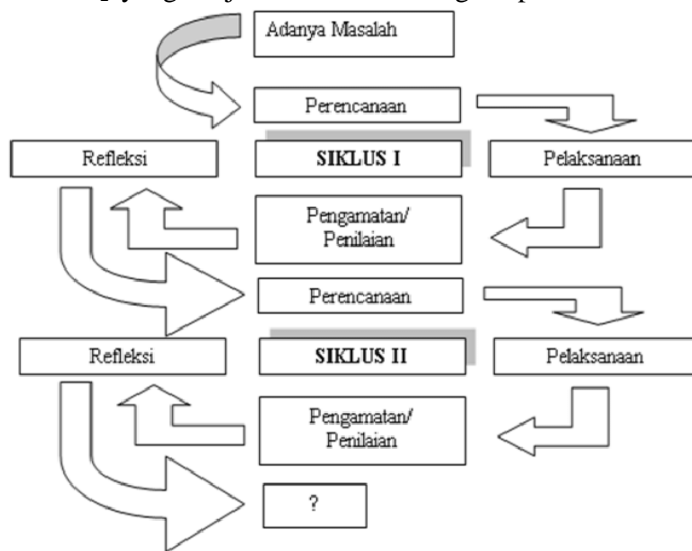 Adanya Masalah
Perencanaan
Refleksi
SIKLUS I
Pelaksanaan
Pengamatan/
Penilaian
Perencanaan
Refleksi
SIKLUS II
Pelaksanaan
Pengamatan/
Penilaian
?